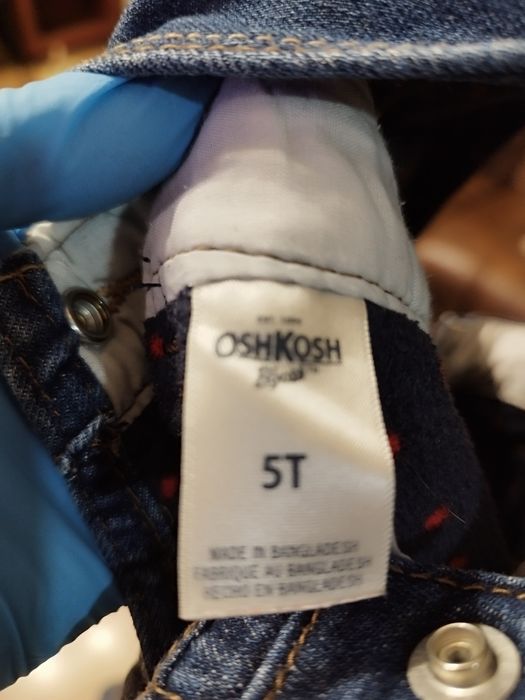 EST. 1895
OSHKOSH
B'gosh
5T
MADE IN BANGLADESH
FABRIQUE AU BANGLADESH
HECHO EN BANGLADESH